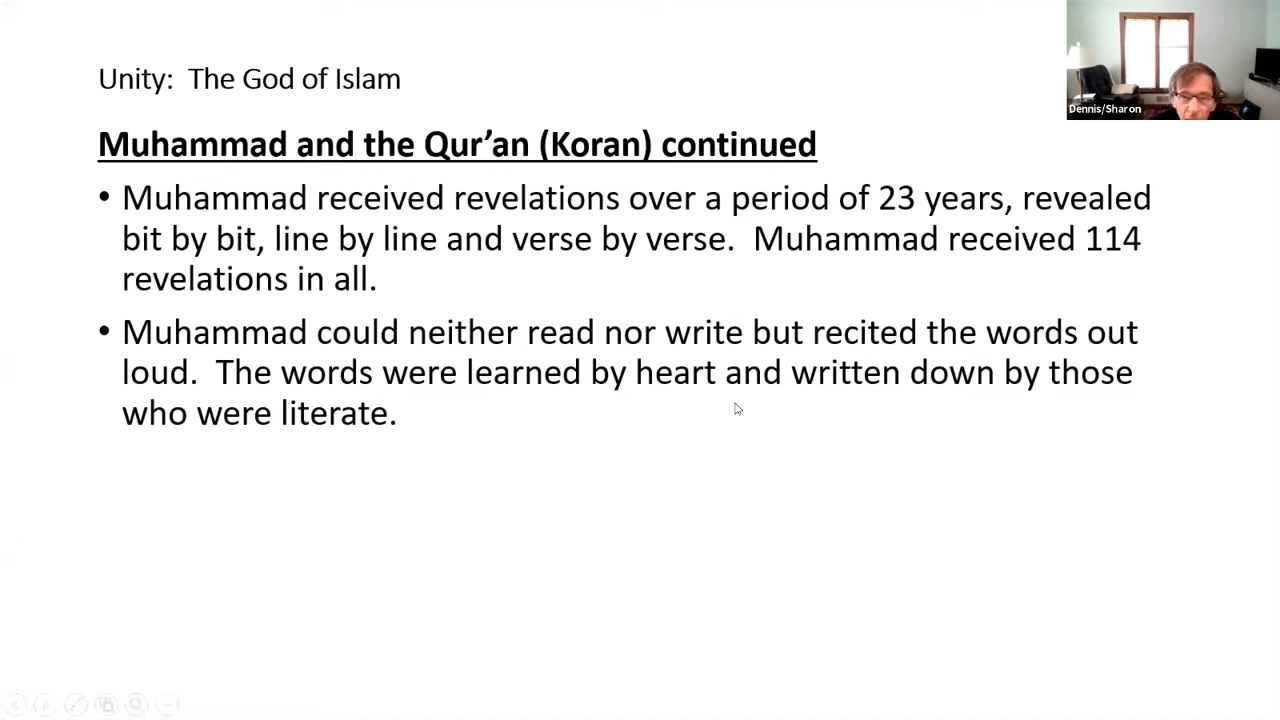 Unity:  The God of Islam
Dennis/Sharon
Muhammad and the Qur’an (Koran) continued
• Muhammad received revelations over a period of 23 years, revealed
bit by bit, line by line and verse by verse.  Muhammad received 114
revelations in all.
• Muhammad could neither read nor write but recited the words out
loud.  The words were learned by heart and written down by those
who were literate.